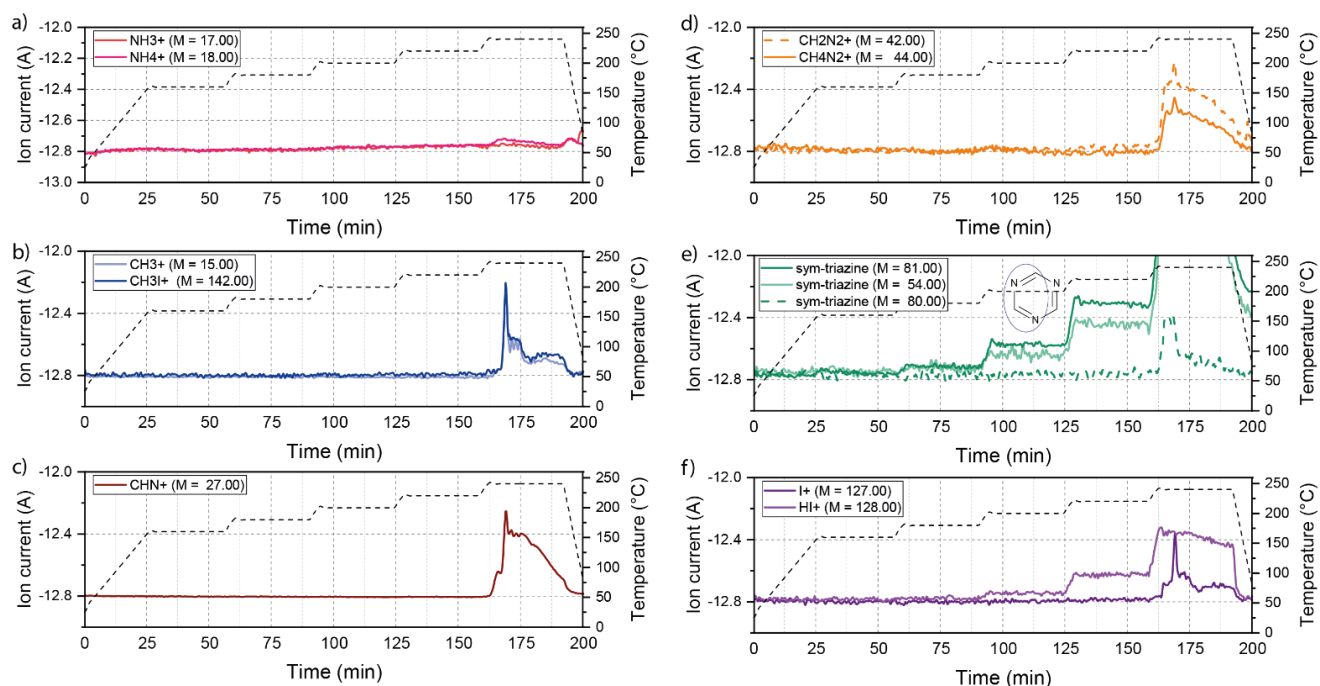 a)
-12.0
-12.2
-12.4
-12.6
-12.8
-13.0
Ion current (A)
NH3+ (M = 17.00)
NH4+ (M = 18.00)
250
200
150
100
50
0
Temperature (°C)
0 25 50 75 100 125 150 175 200
Time (min)
b)
-12.0
-12.4
-12.8
Ion current (A)
CH3+ (M = 15.00)
CH3I+ (M = 142.00)
250
200
150
100
50
0
Temperature (°C)
0 25 50 75 100 125 150 175 200
Time (min)
c)
-12.0
-12.4
-12.8
Ion current (A)
CHN+ (M = 27.00)
250
200
150
100
50
0
Temperature (°C)
0 25 50 75 100 125 150 175 200
Time (min)
d)
-12.0
-12.4
-12.8
Ion current (A)
CH2N2+ (M = 42.00)
CH4N2+ (M = 44.00)
250
200
150
100
50
0
Temperature (°C)
0 25 50 75 100 125 150 175 200
Time (min)
e)
-12.0
-12.4
-12.8
Ion current (A)
sym-triazine (M = 81.00)
sym-triazine (M = 54.00)
sym-triazine (M = 80.00)
N N
N
250
200
150
100
50
0
Temperature (°C)
0 25 50 75 100 125 150 175 200
Time (min)
f)
-12.0
-12.4
-12.8
Ion current (A)
I+ (M = 127.00)
HI+ (M = 128.00)
250
200
150
100
50
0
Temperature (°C)
0 25 50 75 100 125 150 175 200
Time (min)